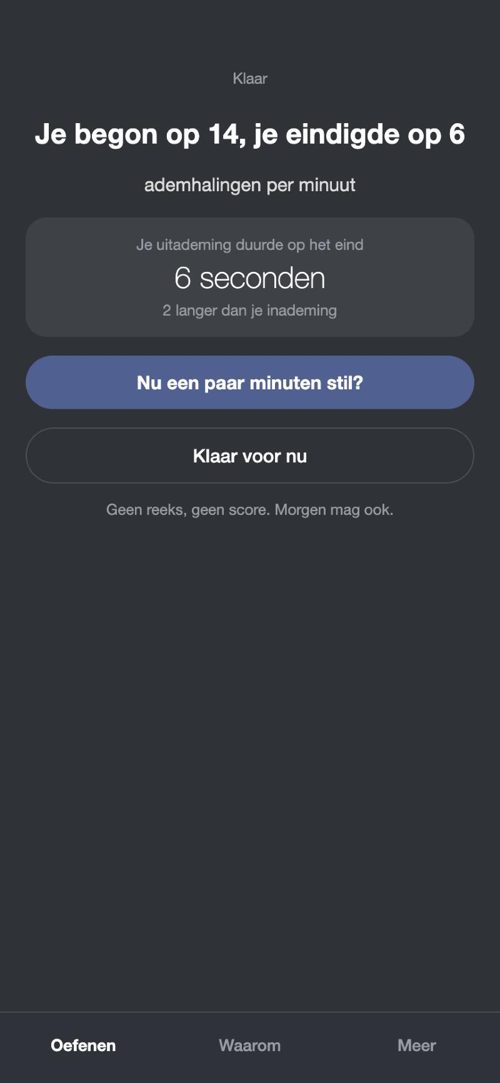 Klaar
Je begon op 14, je eindigde op 6
ademhalingen per minuut
Je uitademing duurde op het eind
6 seconden
2 langer dan je inademing
Nu een paar minuten stil?
Klaar voor nu
Geen reeks, geen score. Morgen mag ook.
Oefenen
Waarom
Meer